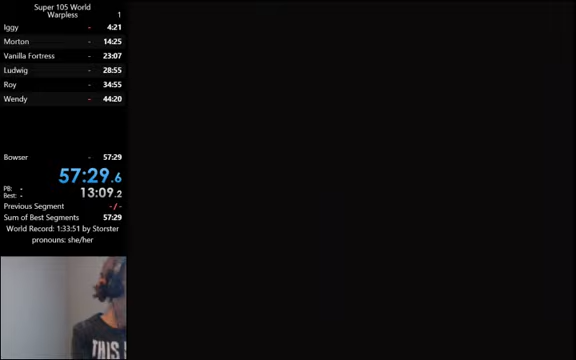 Super 105 World
Warpless 1
Iggy - 4:21
Morton - 14:25
Vanilla Fortress - 23:07
Ludwig - 28:55
Roy - 34:55
Wendy - 44:20
Bowser - 57:29
57:29.6
PB: -
Best: - 13:09.2
Previous Segment - / -
Sum of Best Segments 57:29
World Record: 1:33:51 by Storster
pronouns: she/her
THIS